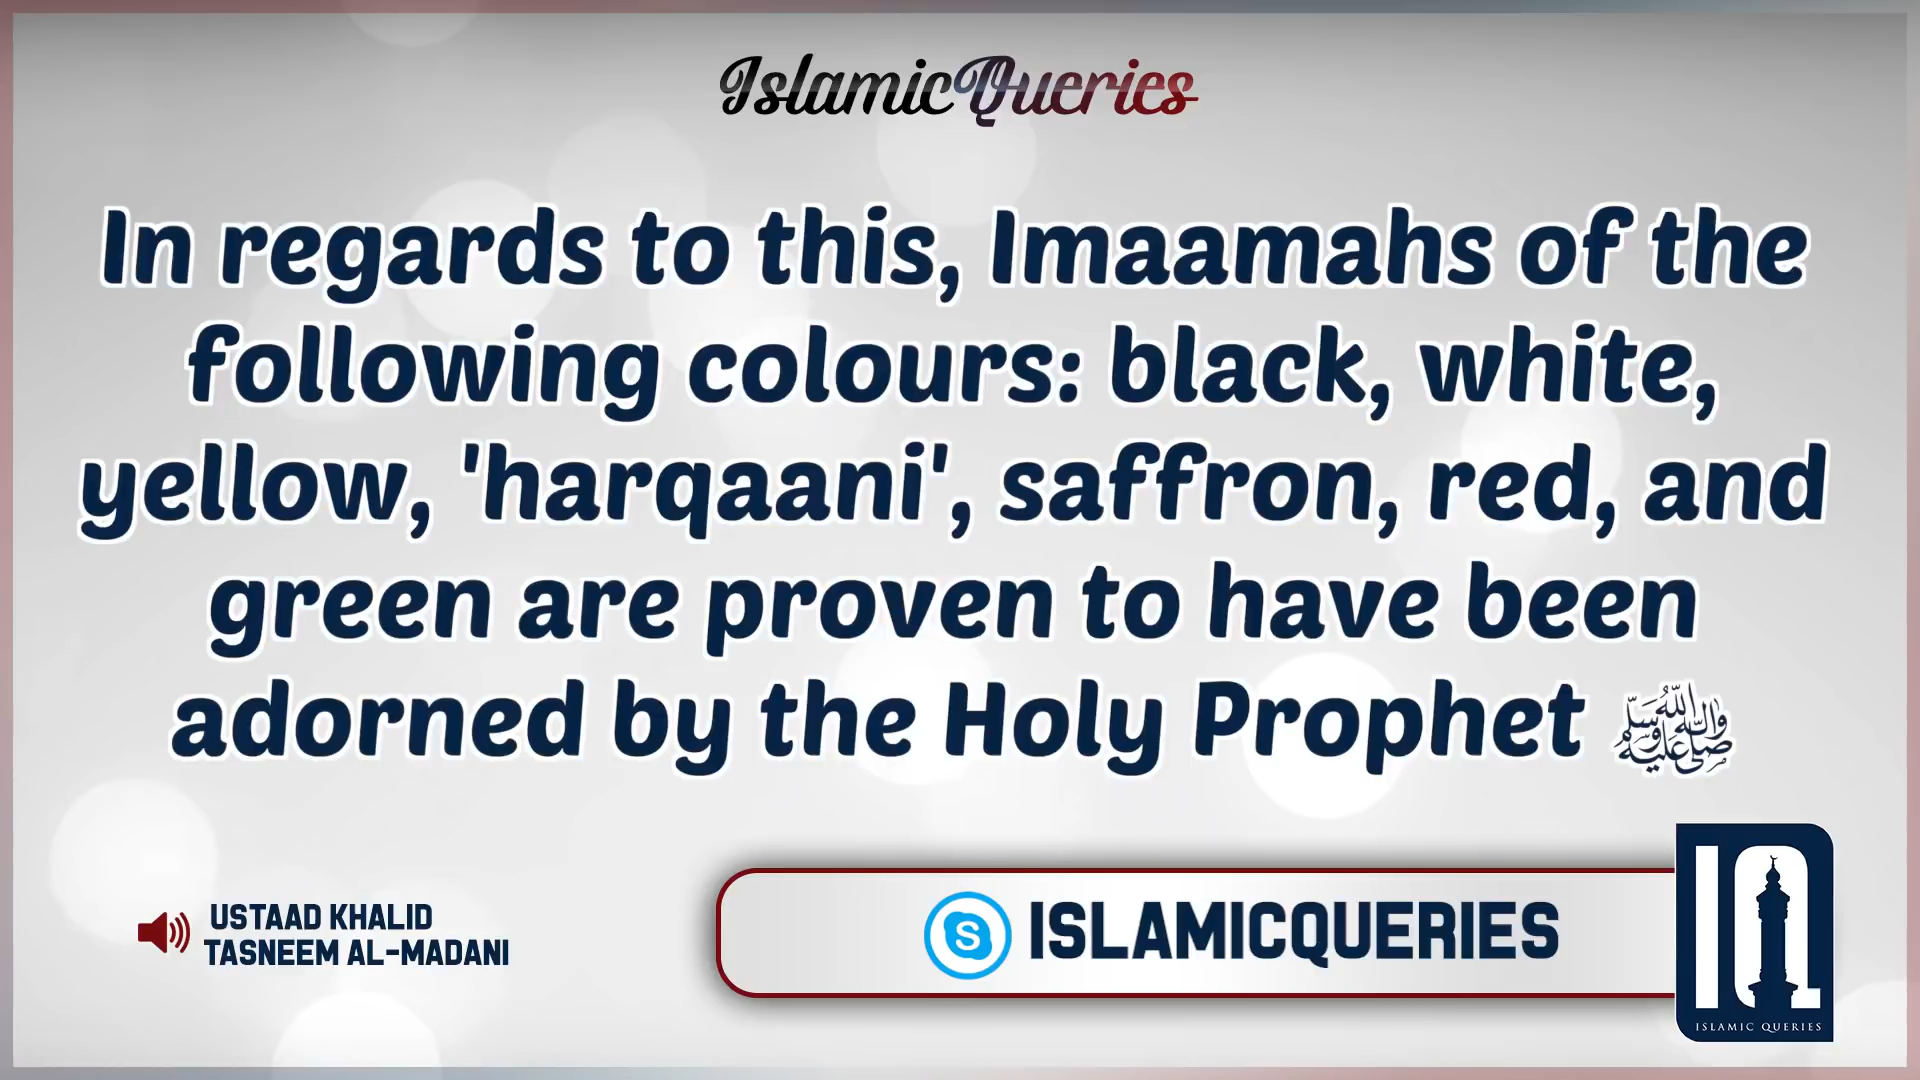 IslamicQueries
In regards to this, Imaamahs of the
following colours: black, white,
yellow, 'harqaani', saffron, red, and
green are proven to have been
adorned by the Holy Prophet ﷺ
USTAAD KHALID
TASNEEM AL-MADANI
S ISLAMICQUERIES
IQ
ISLAMIC QUERIES